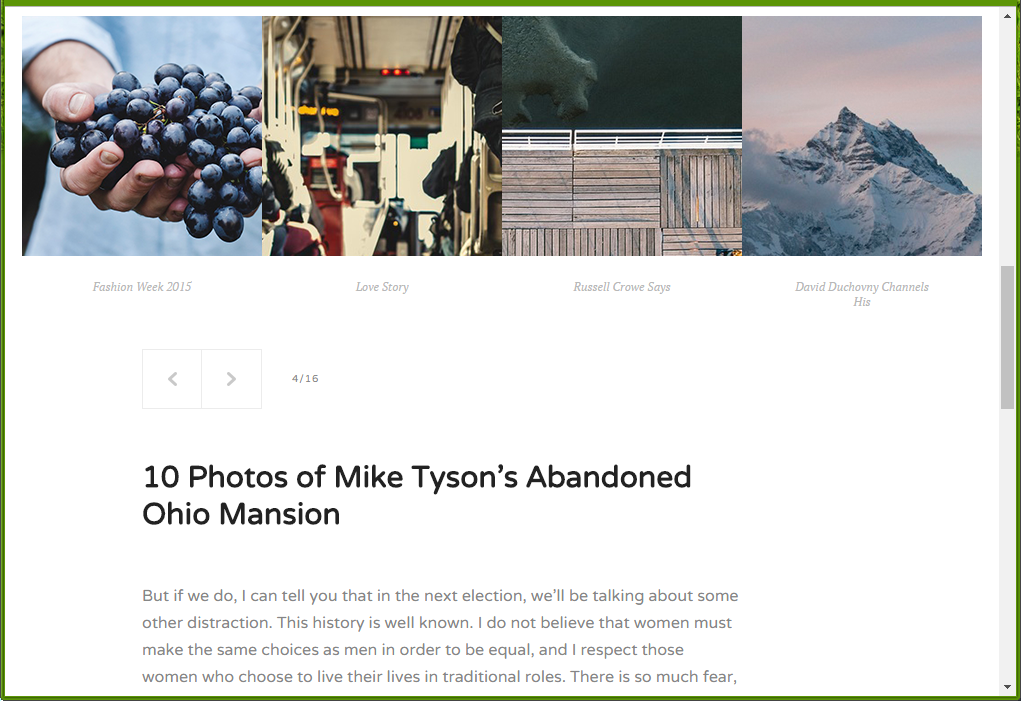 Fashion Week 2015
Love Story
Russell Crowe Says
David Duchovny Channels
His
4/16
10 Photos of Mike Tyson’s Abandoned
Ohio Mansion
But if we do, I can tell you that in the next election, we’ll be talking about some
other distraction. This history is well known. I do not believe that women must
make the same choices as men in order to be equal, and I respect those
women who choose to live their lives in traditional roles. There is so much fear,